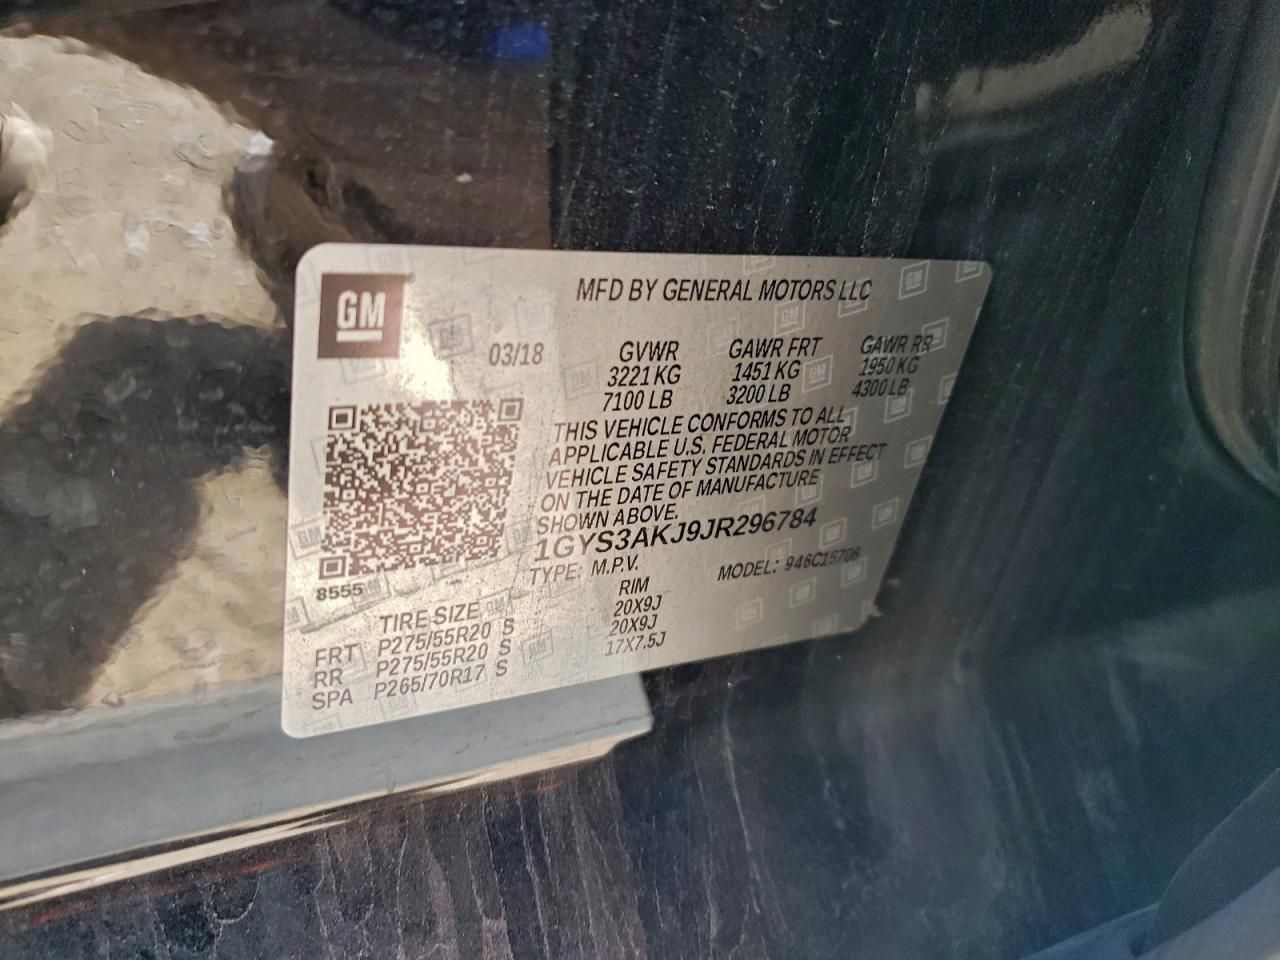 GM
MFD BY GENERAL MOTORS LLC
03/18
GVWR GAWR FRT GAWR RR
3221 KG 1451 KG 1950 KG
7100 LB 3200 LB 4300 LB
THIS VEHICLE CONFORMS TO ALL
APPLICABLE U.S. FEDERAL MOTOR
VEHICLE SAFETY STANDARDS IN EFFECT
ON THE DATE OF MANUFACTURE
SHOWN ABOVE.
1GYS3AKJ9JR296784
TYPE: M.P.V. MODEL: 946C15706
8555
TIRE SIZE RIM
FRT P275/55R20 S 20X9J
RR P275/55R20 S 20X9J
SPA P265/70R17 S 17X7.5J